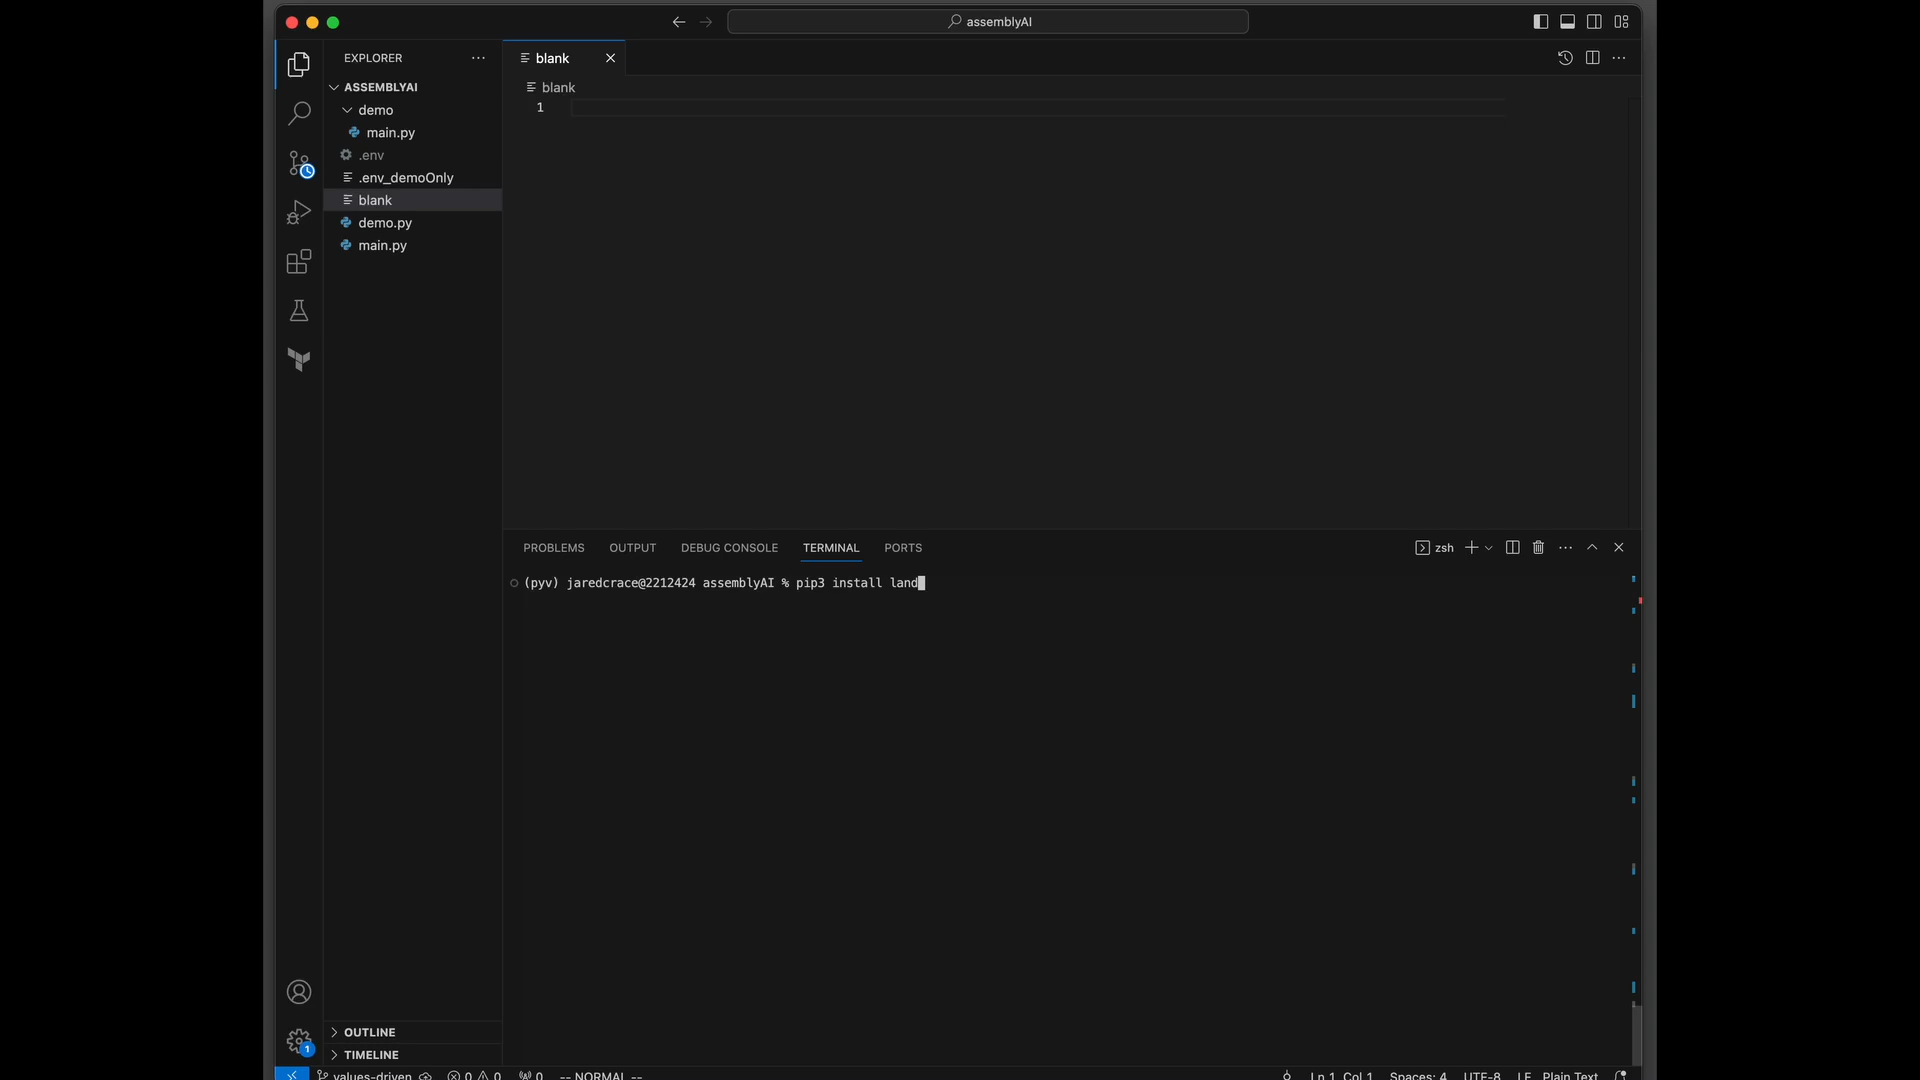 assemblyAI
EXPLORER
blank
ASSEMBLYAI
demo
main.py
.env
.env_demoOnly
blank
demo.py
main.py
blank
1
PROBLEMS
OUTPUT
DEBUG CONSOLE
TERMINAL
PORTS
zsh
(pyv) jaredcrace@2212424 assemblyAI % pip3 install land
OUTLINE
1
TIMELINE
values-driven
0
0
0
-- NORMAL --
Ln 1, Col 1
Spaces: 4
UTF-8
LF
Plain Text